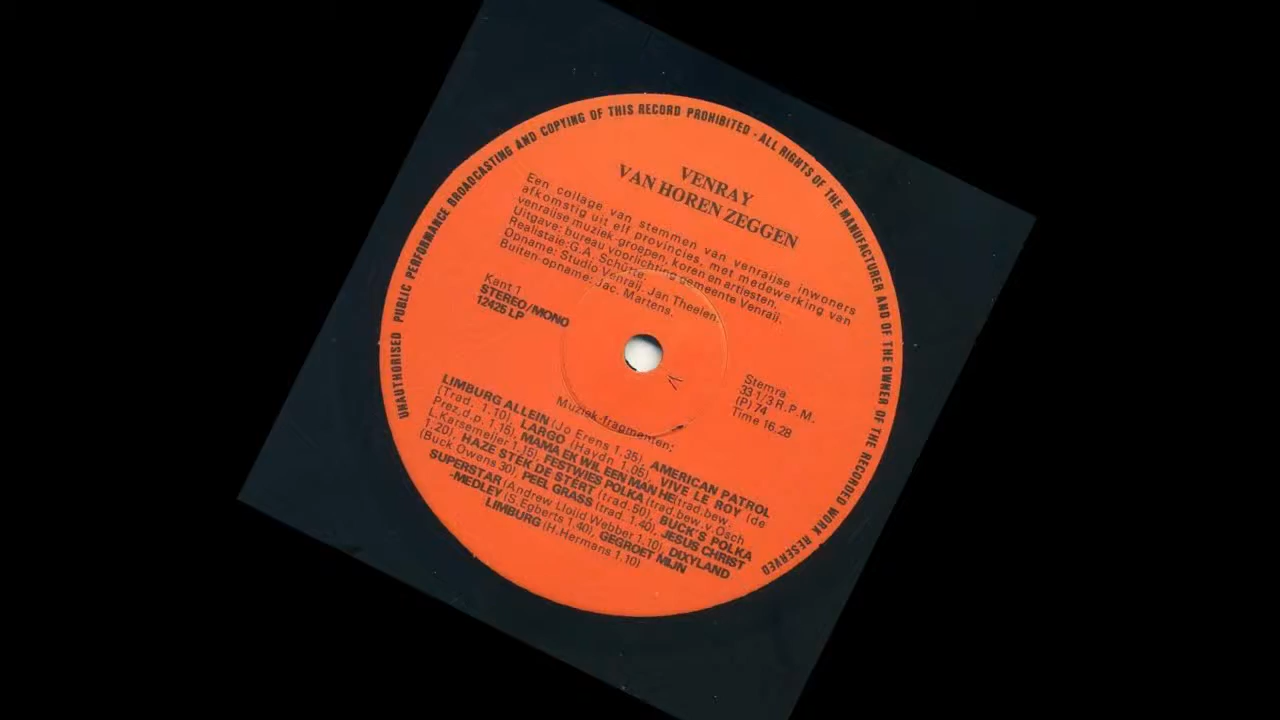 UNAUTHORISED PUBLIC PERFORMANCE BROADCASTING AND COPYING OF THIS RECORD PROHIBITED - ALL RIGHTS OF THE MANUFACTURER AND OF THE OWNER OF THE RECORDED WORK RESERVED
VENRAY
VAN HOREN ZEGGEN
Een collage van stemmen van venraijse inwoners
afkomstig uit elf provincies, met medewerking van
venraijse muziek-groepen, koren en artiesten.
Uitgave: bureau voorlichting gemeente Venraij.
Realistaie: G.A. Schutte.
Opname: Studio Venraij. Jan Theelen.
Buiten-opname: Jac. Martens.
Kant 1
STEREO/MONO
12425 LP
Stemra
33 1/3 R.P.M.
(P) 74
Time 16.28
Muziek-fragmenten:
LIMBURG ALLEIN (Jo Erens 1.35), AMERICAN PATROL
(Trad. 1.10), LARGO (Haydn 1.05), VIVE LE ROY (de
Prez.d.p. 1.15), MAMA EK WIL EEN MAN HE (trad.bew.
L.Karsemeijer 1.15), FESTWIES POLKA (trad.bew.v.Osch
1.20), HAZE STEK DE STERT (trad.50), BUCK'S POLKA
(Buck Owens 30), PEEL GRASS (trad. 1.40), JESUS CHRIST
SUPERSTAR (Andrew Lloiid Webber 1.10), DIXYLAND
-MEDLEY (S.Egberts 1.40), GEGROET MIJN
LIMBURG (H.Hermans 1.10)